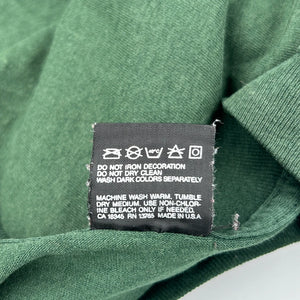 DO NOT IRON DECORATION
DO NOT DRY CLEAN
WASH DARK COLORS SEPARATELY
MACHINE WASH WARM, TUMBLE
DRY MEDIUM. USE NON-CHLOR-
INE BLEACH ONLY IF NEEDED.
CA 18345 RN 13765 MADE IN U.S.A